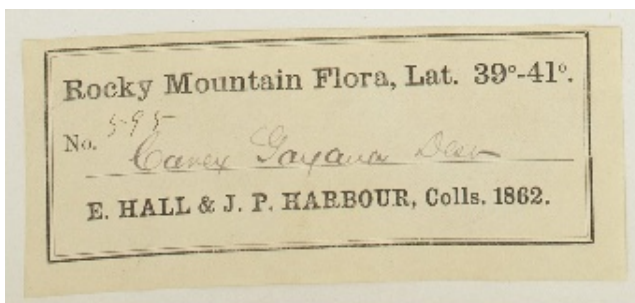 Rocky Mountain Flora, Lat. 39°-41°.
No. 595
Carex Gayana Desv
E. HALL & J. P. HARBOUR, Colls. 1862.